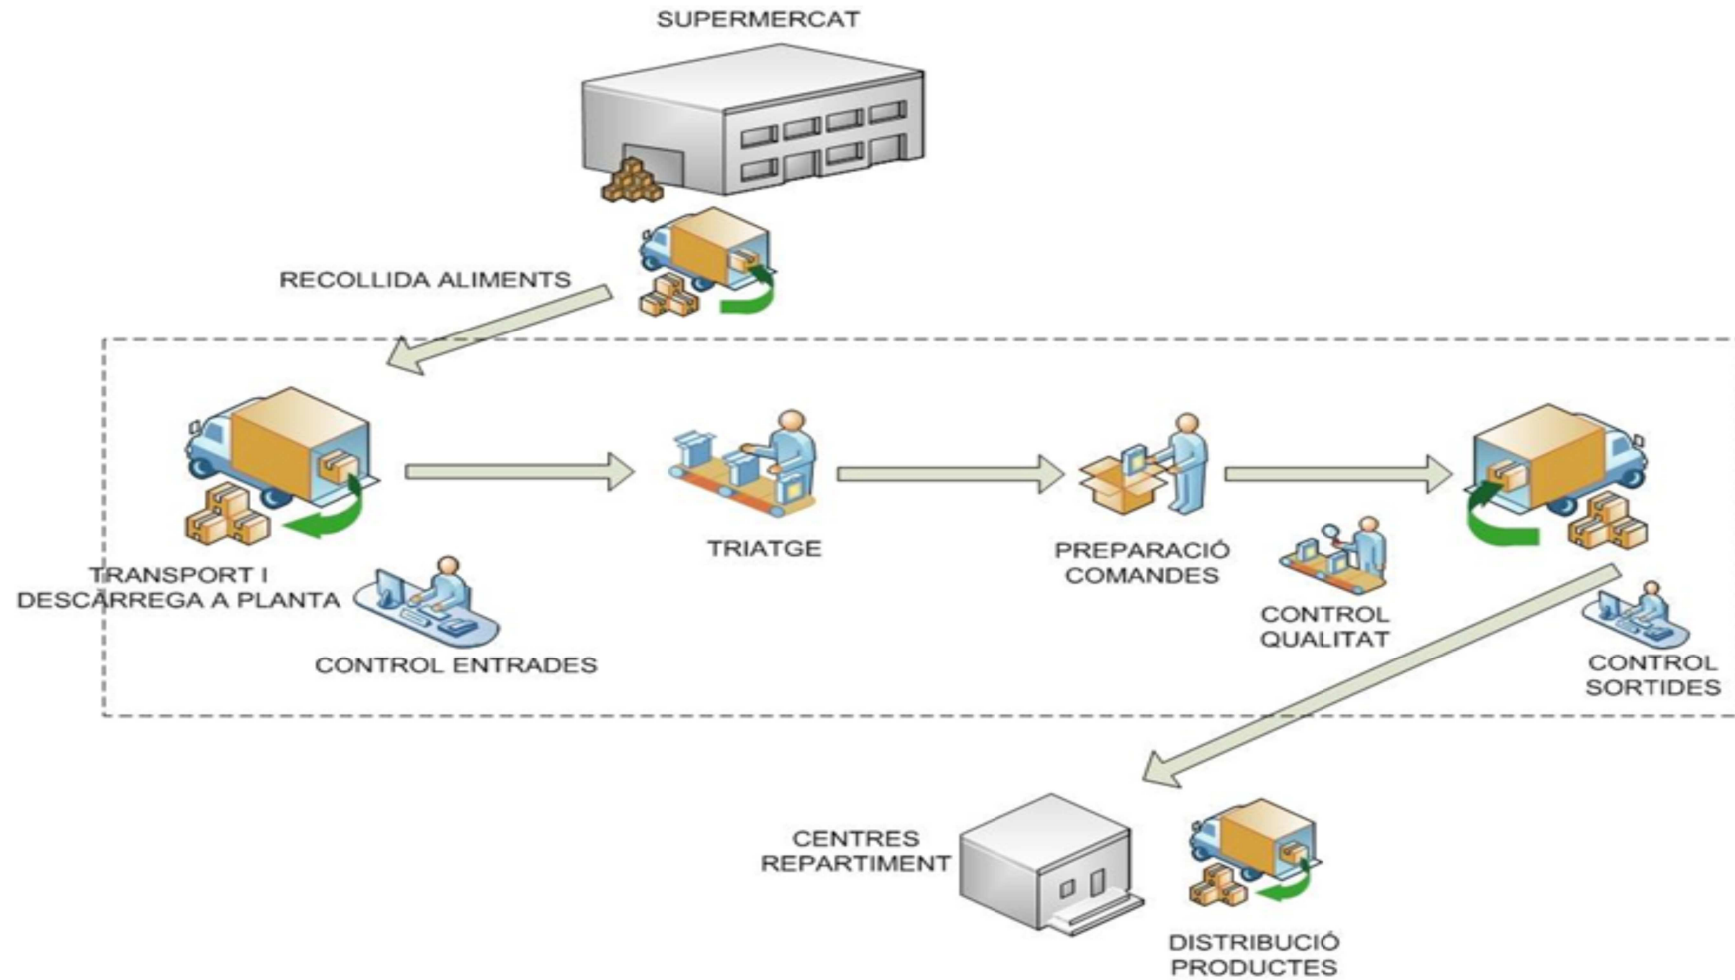 SUPERMERCAT
RECOLLIDA ALIMENTS
TRANSPORT I
DESCÀRREGA A PLANTA
CONTROL ENTRADES
TRIATGE
PREPARACIÓ
COMANDES
CONTROL
QUALITAT
CONTROL
SORTIDES
CENTRES
REPARTIMENT
DISTRIBUCIÓ
PRODUCTES